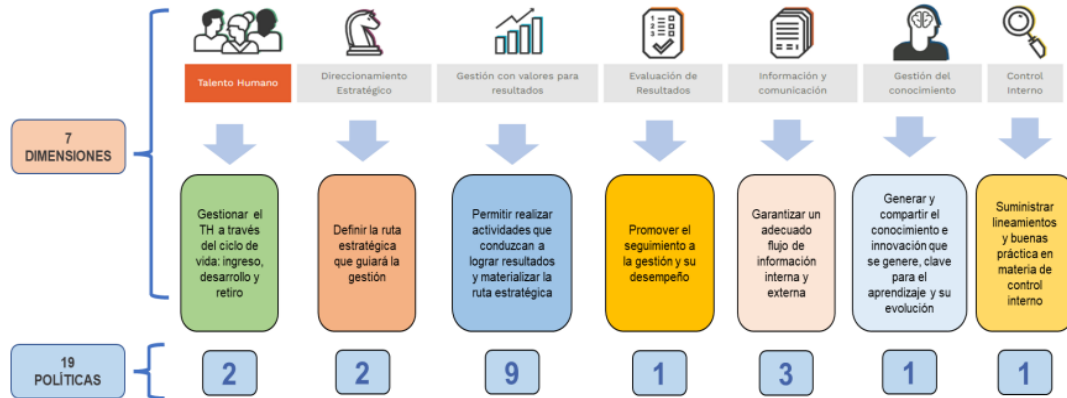 Talento Humano
Direccionamiento
Estratégico
Gestión con valores para
resultados
Evaluación de
Resultados
Información y
comunicación
Gestión del
conocimiento
Control
Interno
7
DIMENSIONES
Gestionar el
TH a través
del ciclo de
vida: ingreso,
desarrollo y
retiro
Definir la ruta
estratégica
que guiará la
gestión
Permitir realizar
actividades que
conduzcan a
lograr resultados
y materializar la
ruta estratégica
Promover el
seguimiento a
la gestión y su
desempeño
Garantizar un
adecuado
flujo de
información
interna y
externa
Generar y
compartir el
conocimiento e
innovación que
se genere, clave
para el
aprendizaje y su
evolución
Suministrar
lineamientos
y buenas
práctica en
materia de
control
interno
19
POLÍTICAS
2
2
9
1
3
1
1